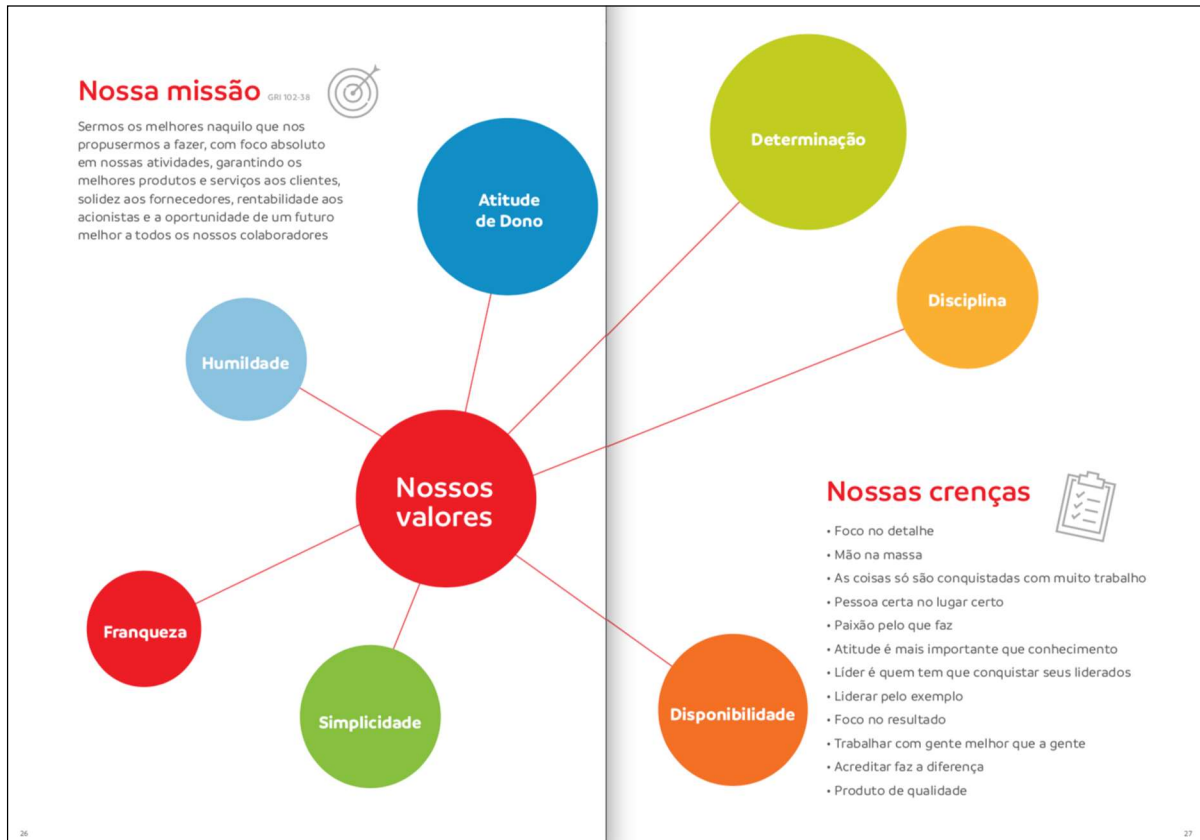 Nossa missão GRI 102-38
Sermos os melhores naquilo que nos
propusermos a fazer, com foco absoluto
em nossas atividades, garantindo os
melhores produtos e serviços aos clientes,
solidez aos fornecedores, rentabilidade aos
acionistas e a oportunidade de um futuro
melhor a todos os nossos colaboradores
Atitude
de Dono
Humildade
Nossos
valores
Franqueza
Simplicidade
26
Determinação
Disciplina
Disponibilidade
Nossas crenças
• Foco no detalhe
• Mão na massa
• As coisas só são conquistadas com muito trabalho
• Pessoa certa no lugar certo
• Paixão pelo que faz
• Atitude é mais importante que conhecimento
• Líder é quem tem que conquistar seus liderados
• Liderar pelo exemplo
• Foco no resultado
• Trabalhar com gente melhor que a gente
• Acreditar faz a diferença
• Produto de qualidade
27